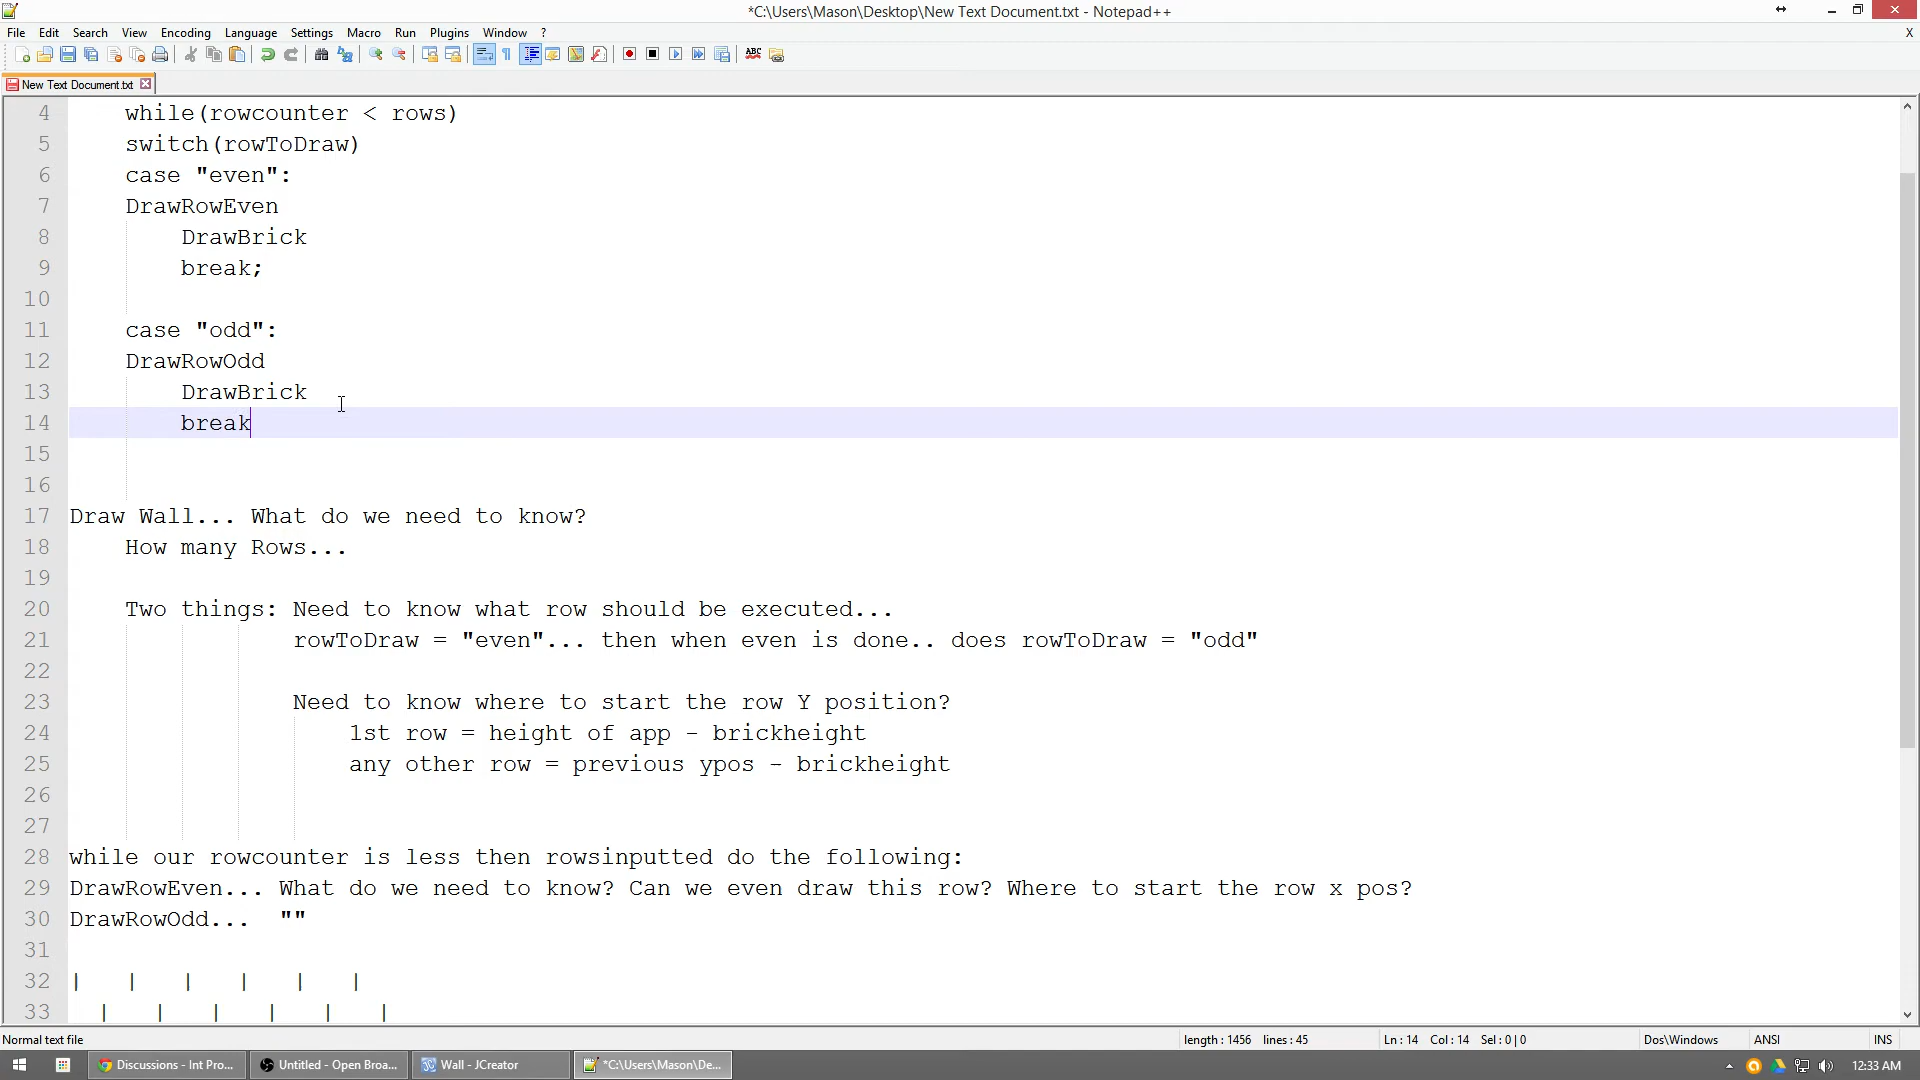 *C:\Users\Mason\Desktop\New Text Document.txt - Notepad++
File Edit Search View Encoding Language Settings Macro Run Plugins Window ? X
New Text Document.txt
4 while(rowcounter < rows)
5 switch(rowToDraw)
6 case "even":
7 DrawRowEven
8 DrawBrick
9 break;
10
11 case "odd":
12 DrawRowOdd
13 DrawBrick
14 break
15
16
17 Draw Wall... What do we need to know?
18 How many Rows...
19
20 Two things: Need to know what row should be executed...
21 rowToDraw = "even"... then when even is done.. does rowToDraw = "odd"
22
23 Need to know where to start the row Y position?
24 1st row = height of app - brickheight
25 any other row = previous ypos - brickheight
26
27
28 while our rowcounter is less then rowsinputted do the following:
29 DrawRowEven... What do we need to know? Can we even draw this row? Where to start the row x pos?
30 DrawRowOdd... ""
31
32 | | | | | |
33 | | | | | |
Normal text file length : 1456 lines : 45 Ln : 14 Col : 14 Sel : 0 | 0 Dos\Windows ANSI INS
Discussions - Int Pro... Untitled - Open Broa... Wall - JCreator *C:\Users\Mason\De... 12:33 AM